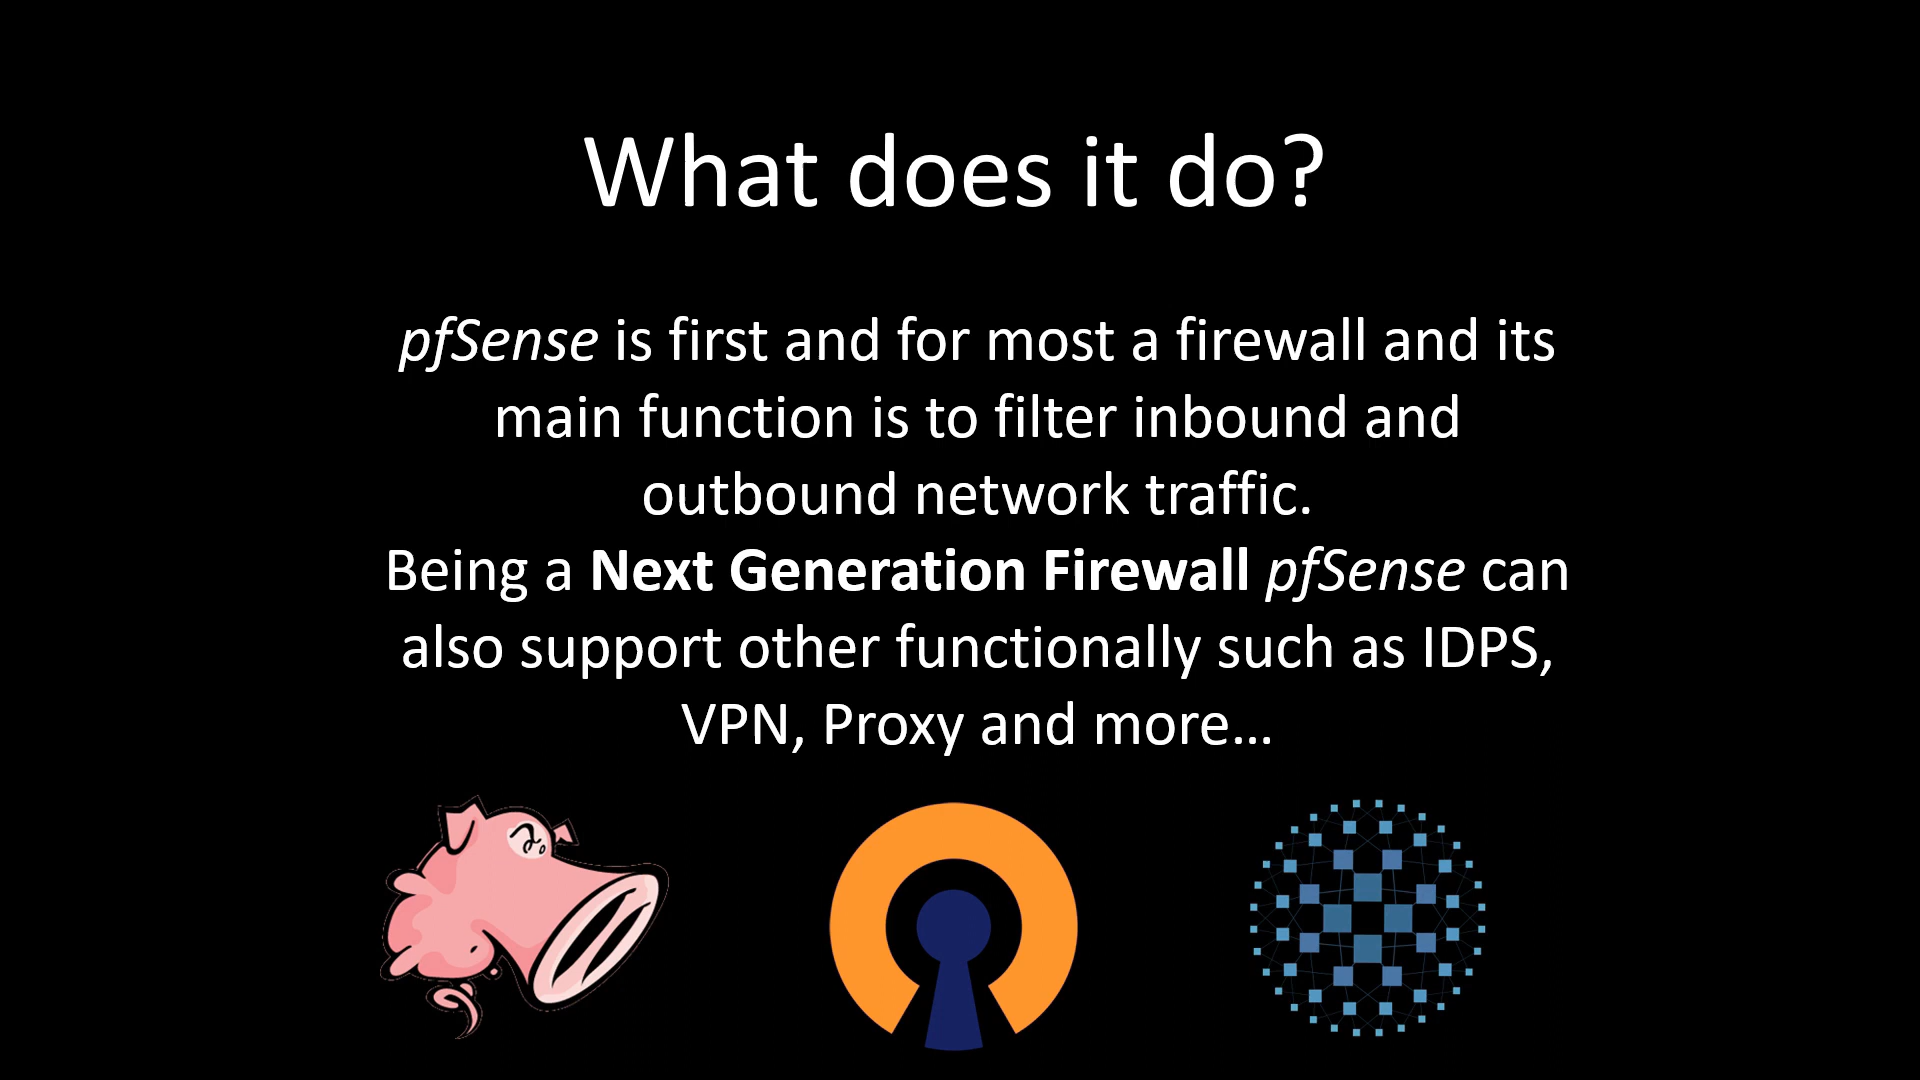 What does it do?
pfSense is first and for most a firewall and its
main function is to filter inbound and
outbound network traffic.
Being a Next Generation Firewall pfSense can
also support other functionally such as IDPS,
VPN, Proxy and more…